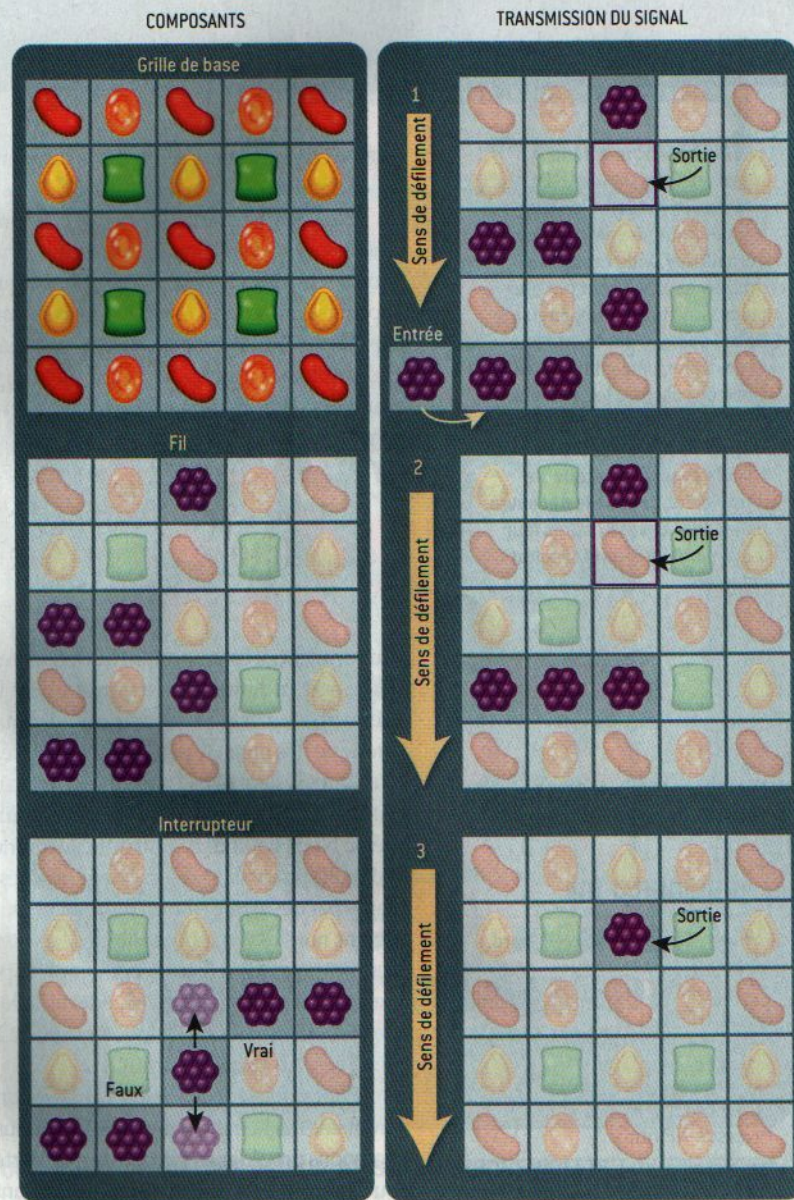 COMPOSANTS
Grille de base
Fil
Interrupteur
Vrai
Faux
TRANSMISSION DU SIGNAL
1
Sens de défilement
Sortie
Entrée
2
Sens de défilement
Sortie
3
Sens de défilement
Sortie